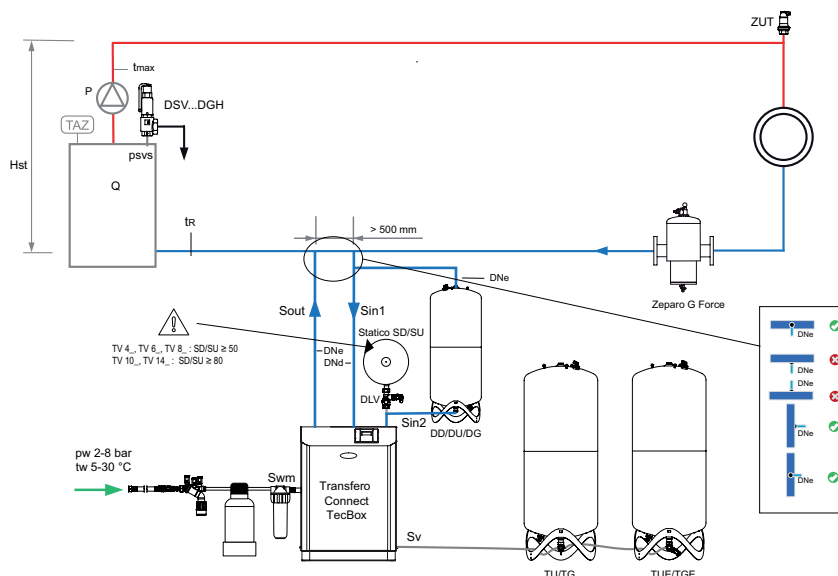 ZUT
tmax
P
DSV...DGH
TAZ
psvs
Hst
Q
tR
> 500 mm
DNe
Zeparo G Force
Sout
Sin1
Statico SD/SU
TV 4_, TV 6_, TV 8_ : SD/SU ≥ 50
TV 10_, TV 14_ : SD/SU ≥ 80
DNe
DNd
DLV
Sin2
DD/DU/DG
DNe
DNe
DNe
DNe
DNe
pw 2-8 bar
tw 5-30 °C
Swm
Transfero
Connect
TecBox
Sv
TU/TG
TUE/TGE